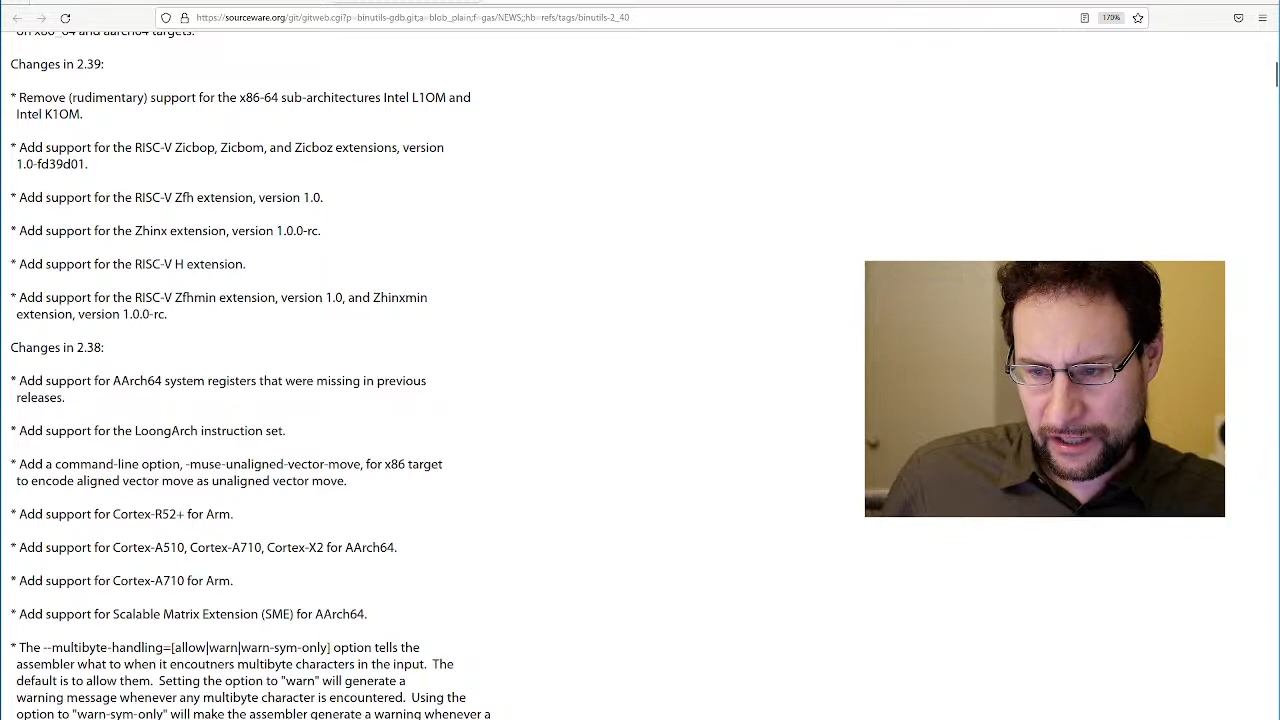 https://sourceware.org/git/gitweb.cgi?p=binutils-gdb.git;a=blob_plain;f=gas/NEWS;hb=refs/tags/binutils-2_40
170%
on x86_64 and aarch64 targets.
Changes in 2.39:
* Remove (rudimentary) support for the x86-64 sub-architectures Intel L1OM and
Intel K1OM.
* Add support for the RISC-V Zicbop, Zicbom, and Zicboz extensions, version
1.0-fd39d01.
* Add support for the RISC-V Zfh extension, version 1.0.
* Add support for the Zhinx extension, version 1.0.0-rc.
* Add support for the RISC-V H extension.
* Add support for the RISC-V Zfhmin extension, version 1.0, and Zhinxmin
extension, version 1.0.0-rc.
Changes in 2.38:
* Add support for AArch64 system registers that were missing in previous
releases.
* Add support for the LoongArch instruction set.
* Add a command-line option, -muse-unaligned-vector-move, for x86 target
to encode aligned vector move as unaligned vector move.
* Add support for Cortex-R52+ for Arm.
* Add support for Cortex-A510, Cortex-A710, Cortex-X2 for AArch64.
* Add support for Cortex-A710 for Arm.
* Add support for Scalable Matrix Extension (SME) for AArch64.
* The --multibyte-handling=[allow|warn|warn-sym-only] option tells the
assembler what to when it encoutners multibyte characters in the input.  The
default is to allow them.  Setting the option to "warn" will generate a
warning message whenever any multibyte character is encountered.  Using the
option to "warn-sym-only" will make the assembler generate a warning whenever a